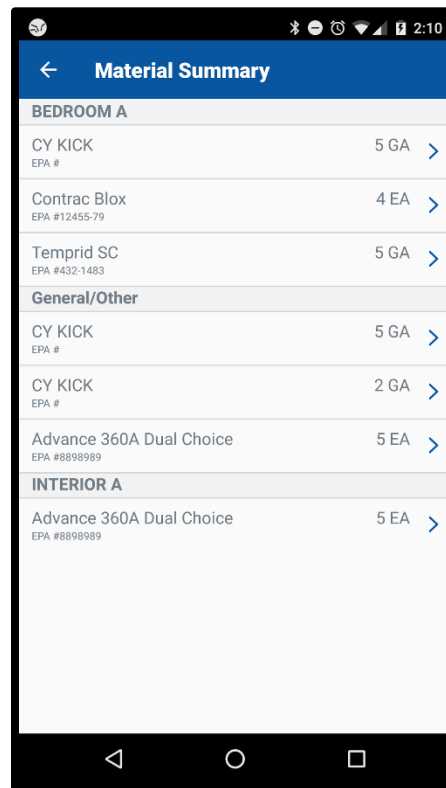 2:10
Material Summary
BEDROOM A
CY KICK 5 GA
EPA #
Contrac Blox 4 EA
EPA #12455-79
Temprid SC 5 GA
EPA #432-1483
General/Other
CY KICK 5 GA
EPA #
CY KICK 2 GA
EPA #
Advance 360A Dual Choice 5 EA
EPA #8898989
INTERIOR A
Advance 360A Dual Choice 5 EA
EPA #8898989